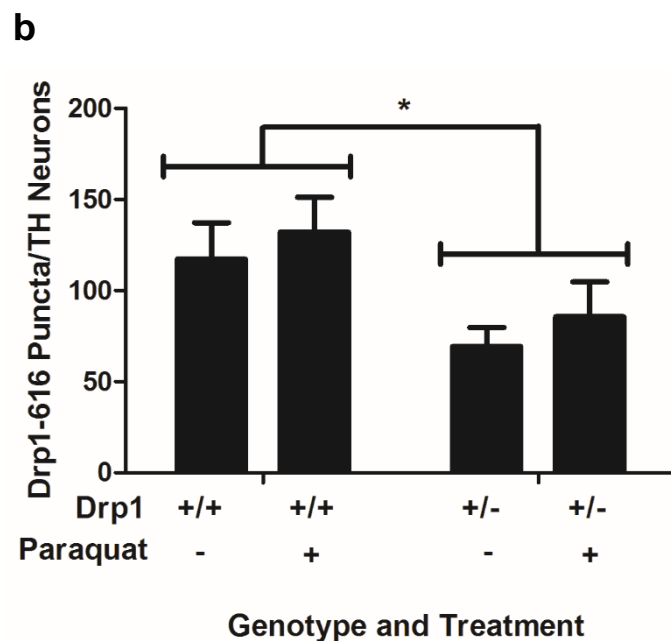 b
*
200
150
100
50
0
Drp1-616 Puncta/TH Neurons
Drp1 +/+ +/+ +/- +/-
Paraquat - + - +
Genotype and Treatment